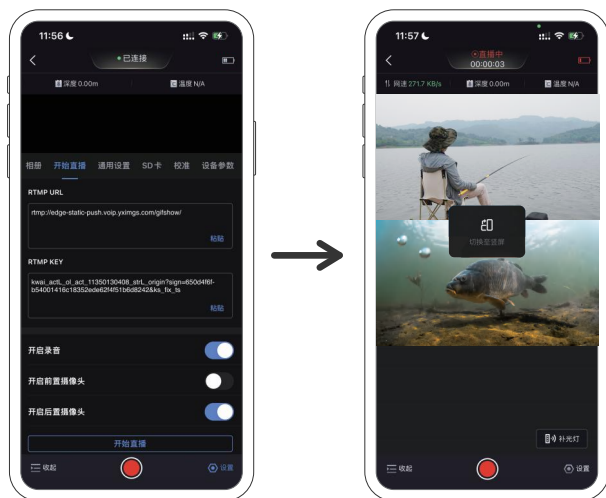 11:56
已连接
深度 0.00m
温度 N/A
相册 开始直播 通用设置 SD卡 校准 设备参数
RTMP URL
rtmp://edge-static-push.voip.yximgs.com/gifshow/
粘贴
RTMP KEY
kwai_actL_ol_act_11350130408_strL_origin?sign=650d4f6f-
b54001416c18352ede62f4f51b6d8242&ks_fix_ts
粘贴
开启录音
开启前置摄像头
开启后置摄像头
开始直播
收起
设置
11:57
直播中
00:00:03
网速 271.7 KB/s
深度 0.00m
温度 N/A
切换至竖屏
补光灯
收起
设置